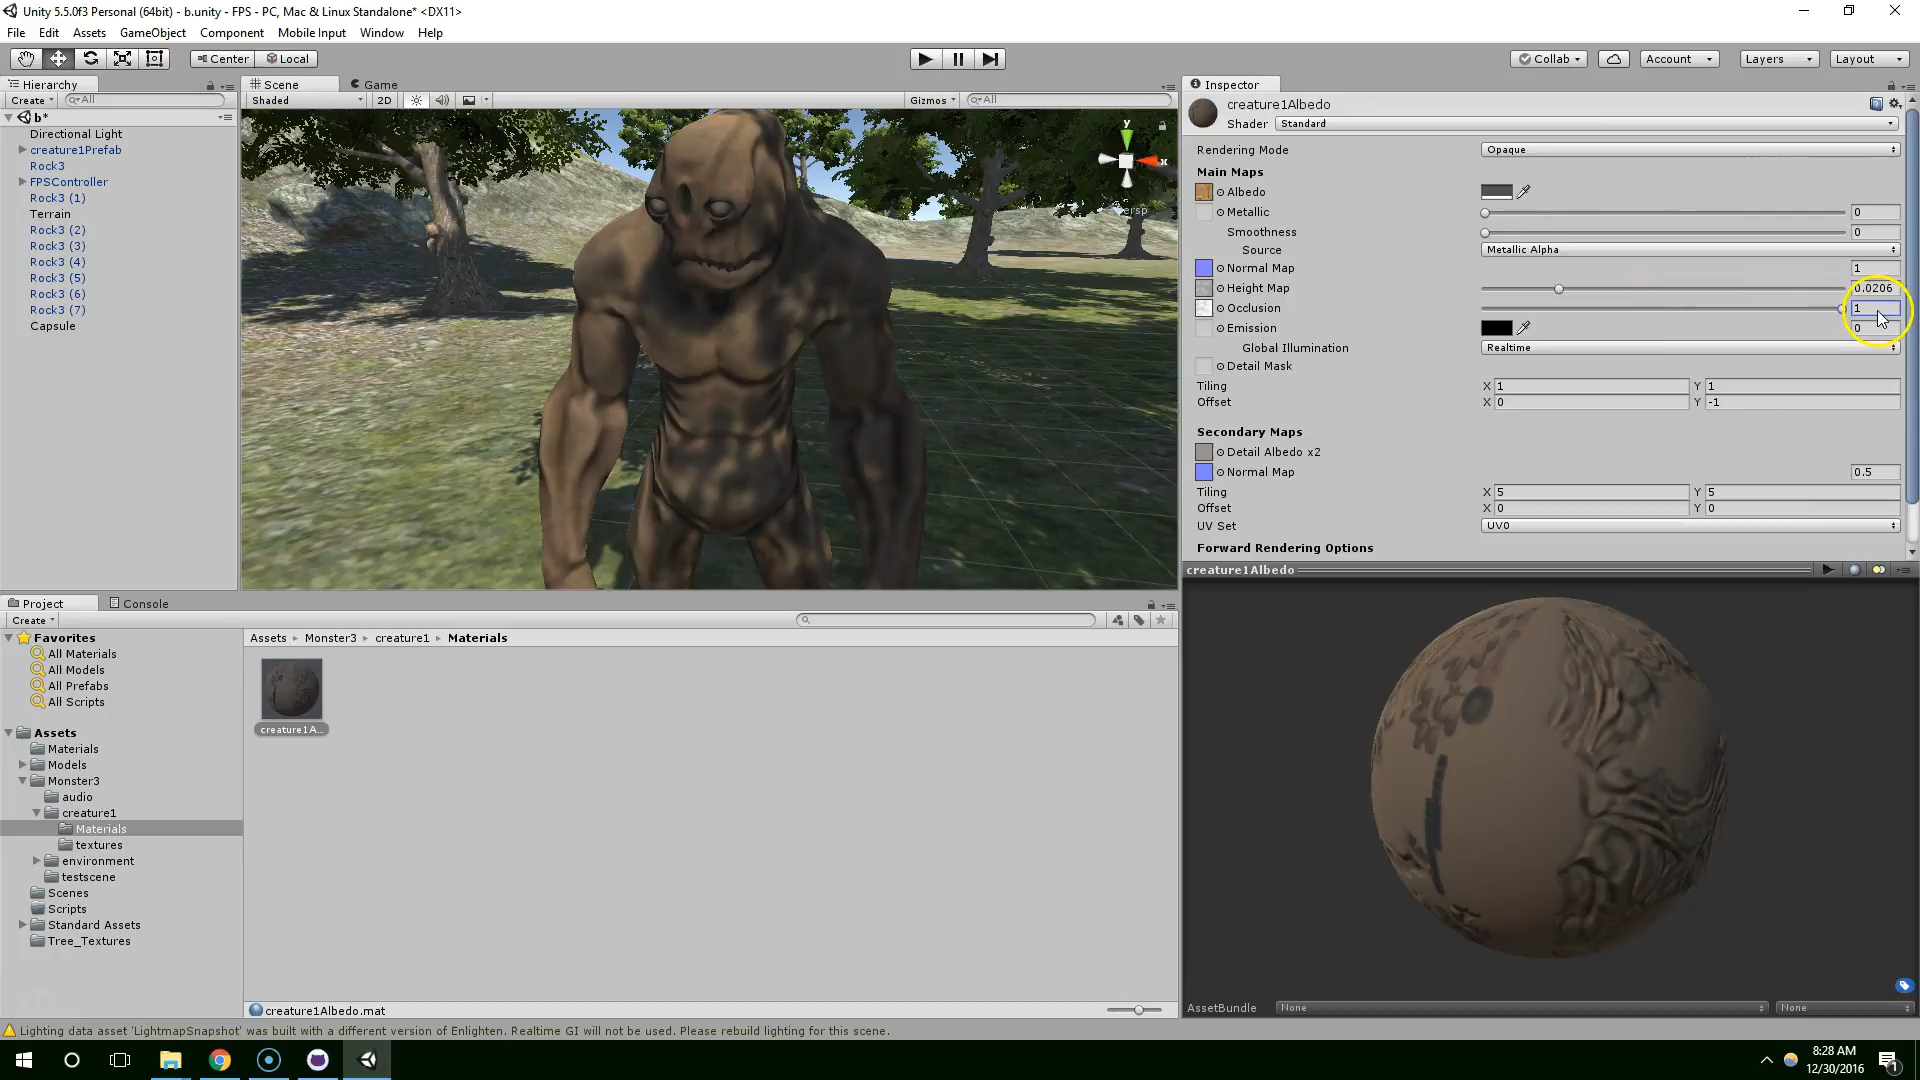 Unity 5.5.0f3 Personal (64bit) - b.unity - FPS - PC, Mac & Linux Standalone* <DX11>
File Edit Assets GameObject Component Mobile Input Window Help
Center Local Collab Account Layers Layout
Hierarchy
Create All
b*
Directional Light
creature1Prefab
Rock3
FPSController
Rock3 (1)
Terrain
Rock3 (2)
Rock3 (3)
Rock3 (4)
Rock3 (5)
Rock3 (6)
Rock3 (7)
Capsule
Scene Game
Shaded 2D Gizmos All
y
x
Persp
Inspector
creature1Albedo
Shader Standard
Rendering Mode Opaque
Main Maps
Albedo
Metallic 0
Smoothness 0
Source Metallic Alpha
Normal Map 1
Height Map 0.0206
Occlusion 1
Emission 0
Global Illumination Realtime
Detail Mask
Tiling X 1 Y 1
Offset X 0 Y -1
Secondary Maps
Detail Albedo x2
Normal Map 0.5
Tiling X 5 Y 5
Offset X 0 Y 0
UV Set UV0
Forward Rendering Options
creature1Albedo
AssetBundle None None
Project Console
Create
Favorites
All Materials
All Models
All Prefabs
All Scripts
Assets
Materials
Models
Monster3
audio
creature1
Materials
textures
environment
testscene
Scenes
Scripts
Standard Assets
Tree_Textures
Assets Monster3 creature1 Materials
creature1A...
creature1Albedo.mat
Lighting data asset 'LightmapSnapshot' was built with a different version of Enlighten. Realtime GI will not be used. Please rebuild lighting for this scene.
8:28 AM
12/30/2016
1